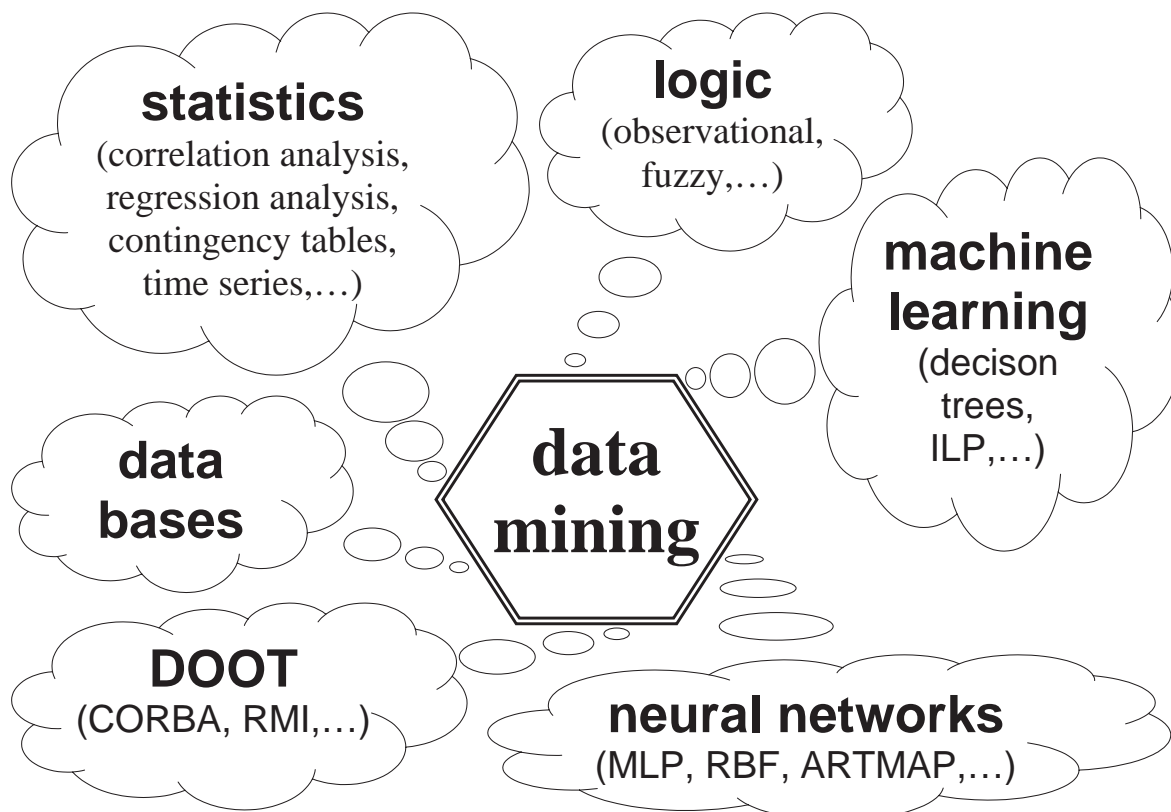 statistics
(correlation analysis,
regression analysis,
contingency tables,
time series,…)
logic
(observational,
fuzzy,…)
machine
learning
(decison
trees,
ILP,…)
data
bases
data
mining
DOOT
(CORBA, RMI,…)
neural networks
(MLP, RBF, ARTMAP,…)